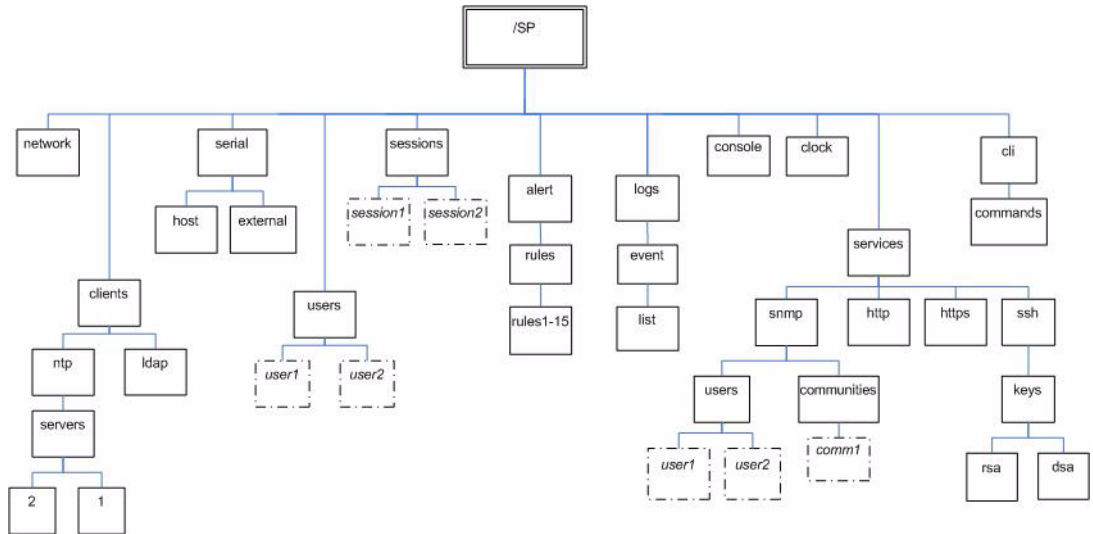 /SP
network
serial
sessions
console
clock
cli
alert
logs
session1
session2
host
external
commands
services
rules
event
clients
users
snmp
http
https
ssh
rules1-15
list
ntp
ldap
user1
user2
users
communities
keys
servers
user1
user2
comm1
rsa
dsa
2
1